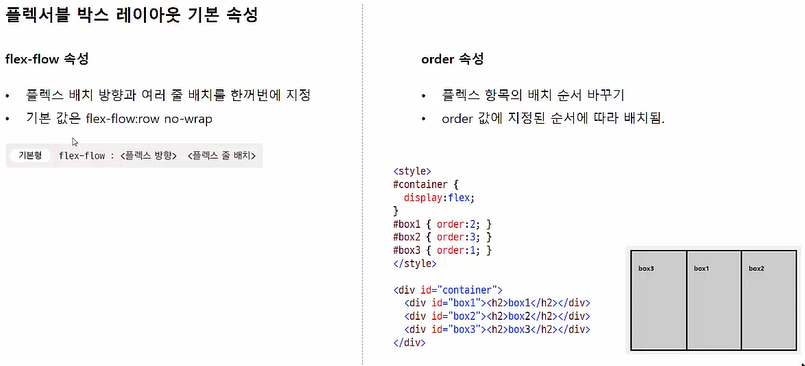 플렉서블 박스 레이아웃 기본 속성
flex-flow 속성
• 플렉스 배치 방향과 여러 줄 배치를 한꺼번에 지정
• 기본 값은 flex-flow:row no-wrap
기본형 flex-flow : <플렉스 방향> <플렉스 줄 배치>
order 속성
• 플렉스 항목의 배치 순서 바꾸기
• order 값에 지정된 순서에 따라 배치됨.
<style>
#container {
display:flex;
}
#box1 { order:2; }
#box2 { order:3; }
#box3 { order:1; }
</style>
<div id="container">
<div id="box1"><h2>box1</h2></div>
<div id="box2"><h2>box2</h2></div>
<div id="box3"><h2>box3</h2></div>
</div>
box3 box1 box2